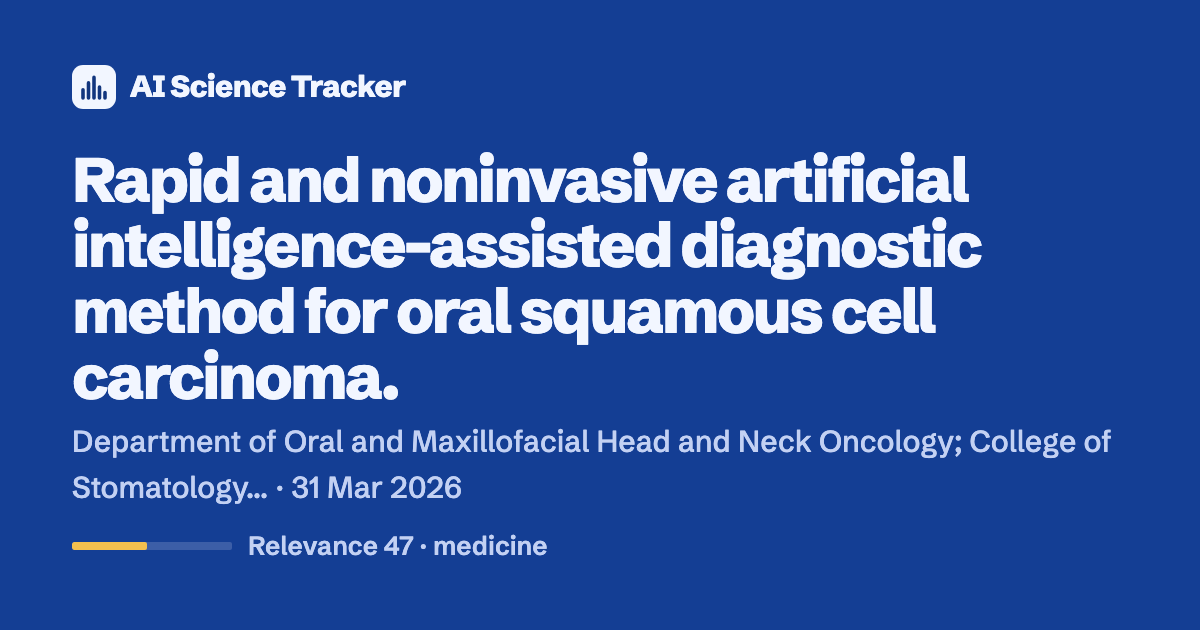 AI Science Tracker
Rapid and noninvasive artificial
intelligence-assisted diagnostic
method for oral squamous cell
carcinoma.
Department of Oral and Maxillofacial Head and Neck Oncology; College of
Stomatology... · 31 Mar 2026
Relevance 47 · medicine